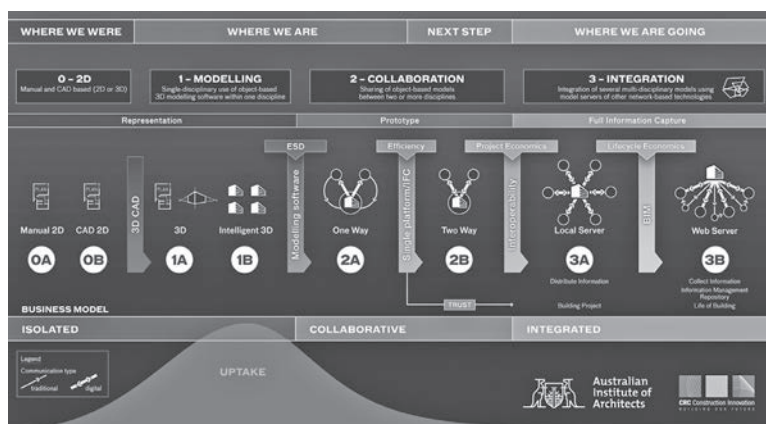 WHERE WE WERE
WHERE WE ARE
NEXT STEP
WHERE WE ARE GOING
0 – 2D
Manual and CAD based (2D or 3D)
1 – MODELLING
Single-disciplinary use of object-based
3D modelling software within one discipline
2 – COLLABORATION
Sharing of object-based models
between two or more disciplines
3 – INTEGRATION
Integration of several multi-disciplinary models using
model servers of other network-based technologies
Representation
Prototype
Full Information Capture
ESD
Efficiency
Project Economics
Lifecycle Economics
3D CAD
Modelling software
Single platform/IFC
Interoperability
BIM
Manual 2D
CAD 2D
3D
Intelligent 3D
One Way
Two Way
Local Server
Web Server
0A
0B
1A
1B
2A
2B
3A
3B
Distribute Information
Collect Information
Information Management
Repository
Life of Building
Building Project
TRUST
BUSINESS MODEL
ISOLATED
COLLABORATIVE
INTEGRATED
Legend
Communication type
traditional
digital
UPTAKE
Australian
Institute of
Architects
CRC Construction Innovation
BUILDING OUR FUTURE